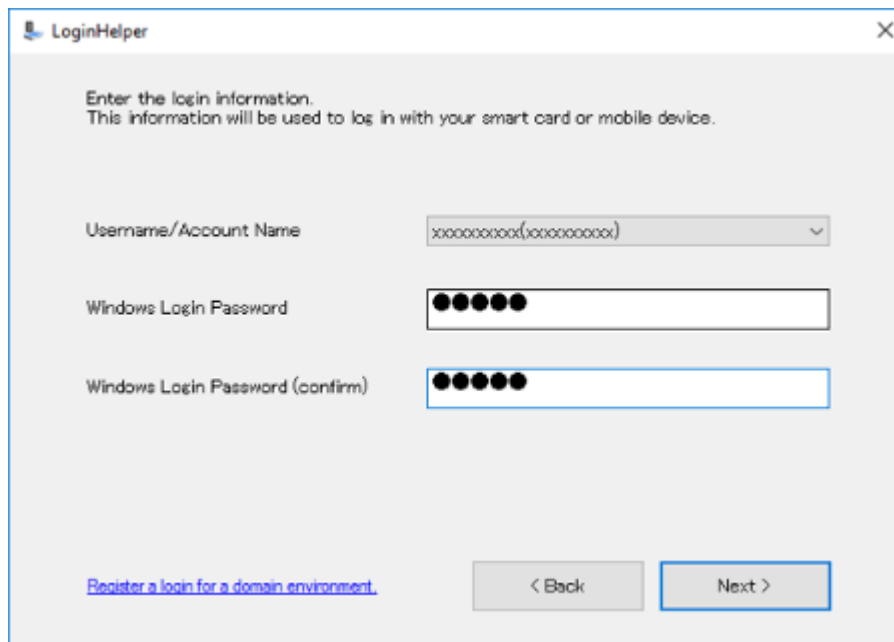 LoginHelper
Enter the login information.
This information will be used to log in with your smart card or mobile device.
Username/Account Name
xxxxxxxxxx(xxxxxxxxxx)
Windows Login Password
●●●●●
Windows Login Password (confirm)
●●●●●
Register a login for a domain environment.
< Back
Next >